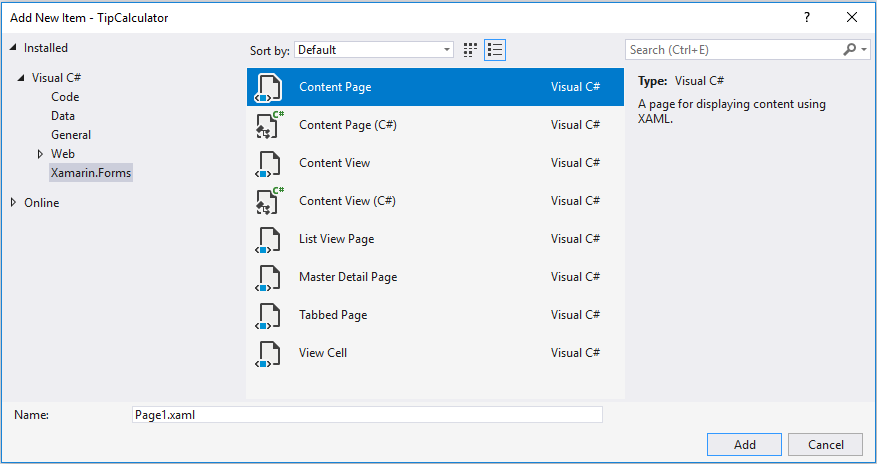 Add New Item - TipCalculator
?
Installed
Sort by:
Default
Search (Ctrl+E)
Visual C#
Code
Data
General
Web
Xamarin.Forms
Online
Content Page
Visual C#
C#
Content Page (C#)
Visual C#
Content View
Visual C#
C#
Content View (C#)
Visual C#
List View Page
Visual C#
Master Detail Page
Visual C#
Tabbed Page
Visual C#
View Cell
Visual C#
Type: Visual C#
A page for displaying content using
XAML.
Name:
Page1.xaml
Add
Cancel